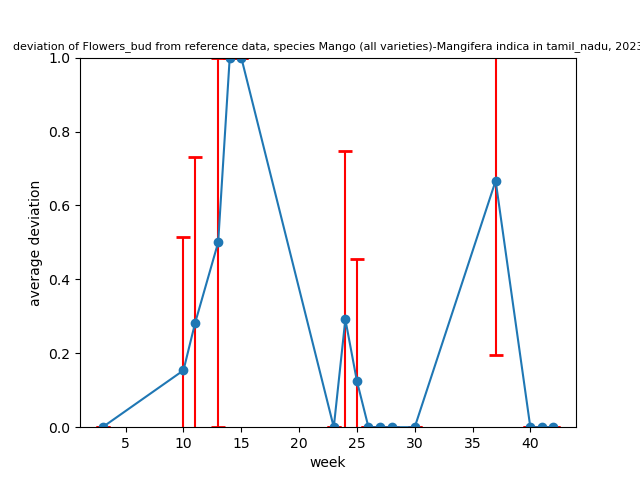 deviation of Flowers_bud from reference data, species Mango (all varieties)-Mangifera indica in tamil_nadu, 2023
1.0
0.8
0.6
0.4
0.2
0.0
average deviation
5 10 15 20 25 30 35 40
week